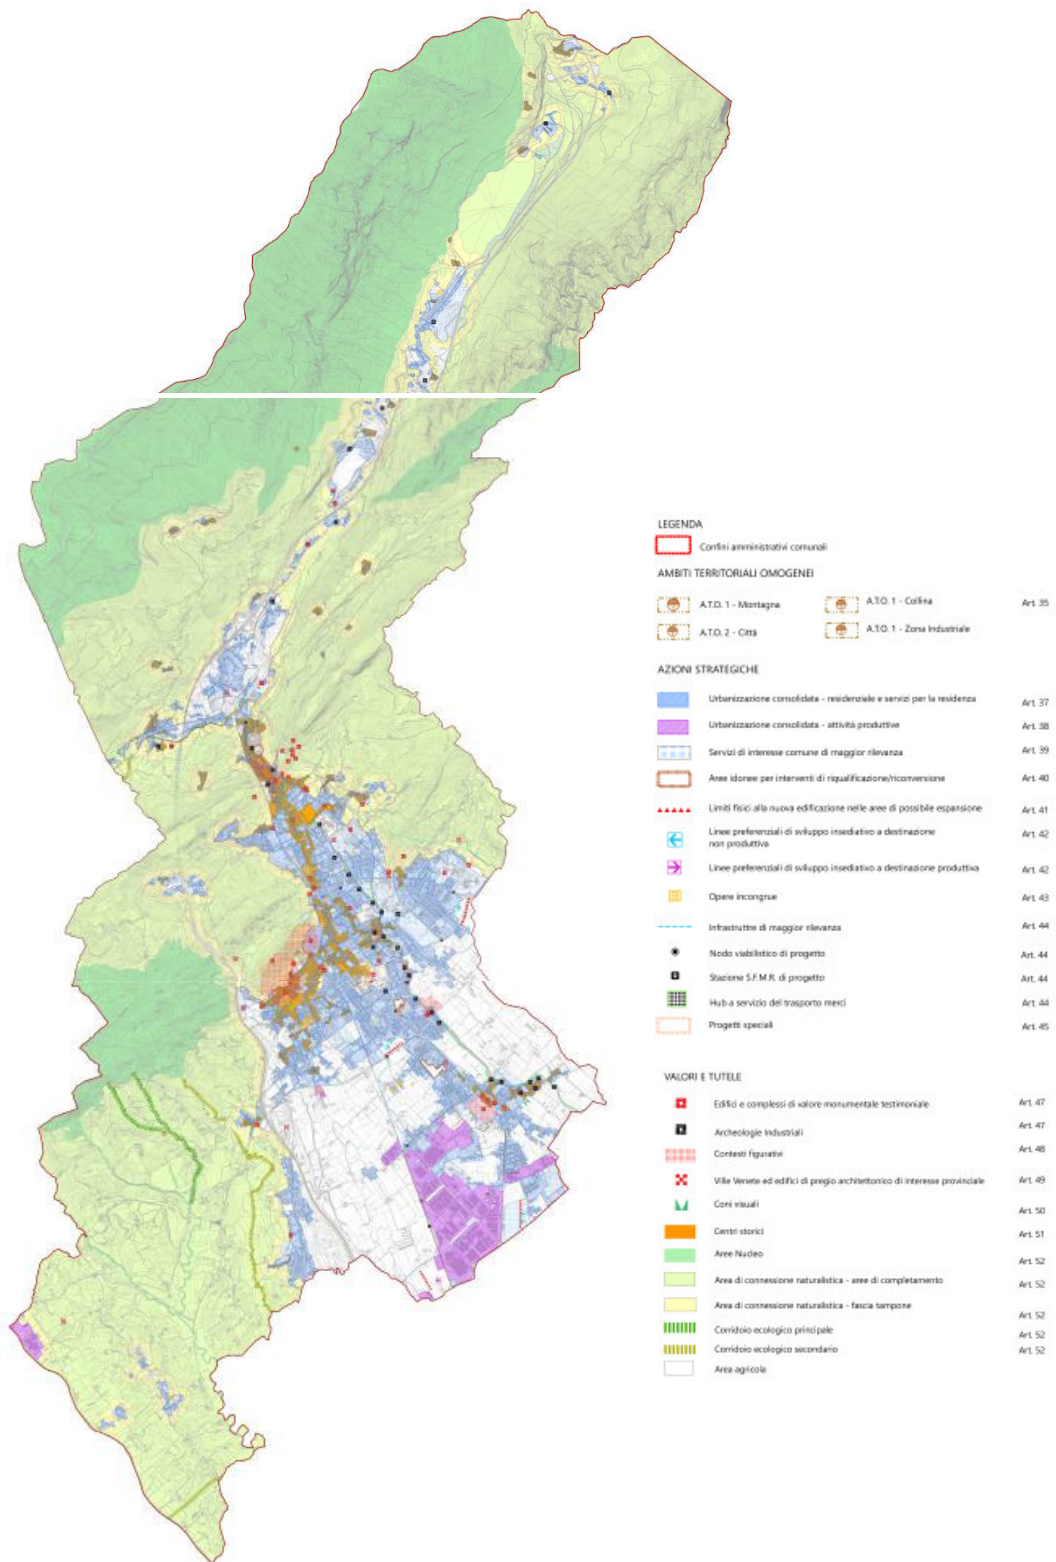 LEGENDA
Confini amministrativi comunali
AMBITI TERRITORIALI OMOGENEI
A.T.O. 1 - Montagna
A.T.O. 1 - Collina
Art. 35
A.T.O. 2 - Città
A.T.O. 1 - Zona Industriale
AZIONI STRATEGICHE
Urbanizzazione consolidata - residenziale e servizi per la residenza Art. 37
Urbanizzazione consolidata - attività produttive Art. 38
Servizi di interesse comune di maggior rilevanza Art. 39
Aree idonee per interventi di riqualificazione/riconversione Art. 40
Limiti fisici alla nuova edificazione nelle aree di possibile espansione Art. 41
Linee preferenziali di sviluppo insediativo a destinazione Art. 42
non produttiva
Linee preferenziali di sviluppo insediativo a destinazione produttiva Art. 42
Opere incongrue Art. 43
Infrastruttre di maggior rilevanza Art. 44
Nodo viabilistico di progetto Art. 44
Stazione S.F.M.R. di progetto Art. 44
Hub a servizio del trasporto merci Art. 44
Progetti speciali Art. 45
VALORI E TUTELE
Edifici e complessi di valore monumentale testimoniale Art. 47
Archeologie Industriali Art. 47
Contesti figurativi Art. 48
Ville Venete ed edifici di pregio architettonico di interesse provinciale Art. 49
Coni visuali Art. 50
Centri storici Art. 51
Aree Nucleo Art. 52
Area di connessione naturalistica - aree di completamento Art. 52
Area di connessione naturalistica - fascia tampone Art. 52
Corridoio ecologico principale Art. 52
Corridoio ecologico secondario Art. 52
Area agricola